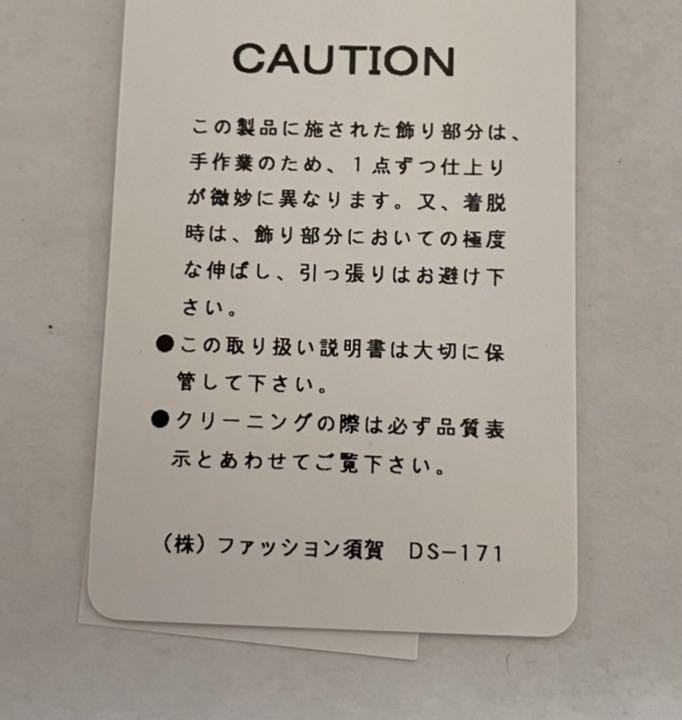 CAUTION
この製品に施された飾り部分は、
手作業のため、1点ずつ仕上り
が微妙に異なります。又、着脱
時は、飾り部分においての極度
な伸ばし、引っ張りはお避け下
さい。
●この取り扱い説明書は大切に保
管して下さい。
●クリーニングの際は必ず品質表
示とあわせてご覧下さい。
(株)ファッション須賀 DS-171